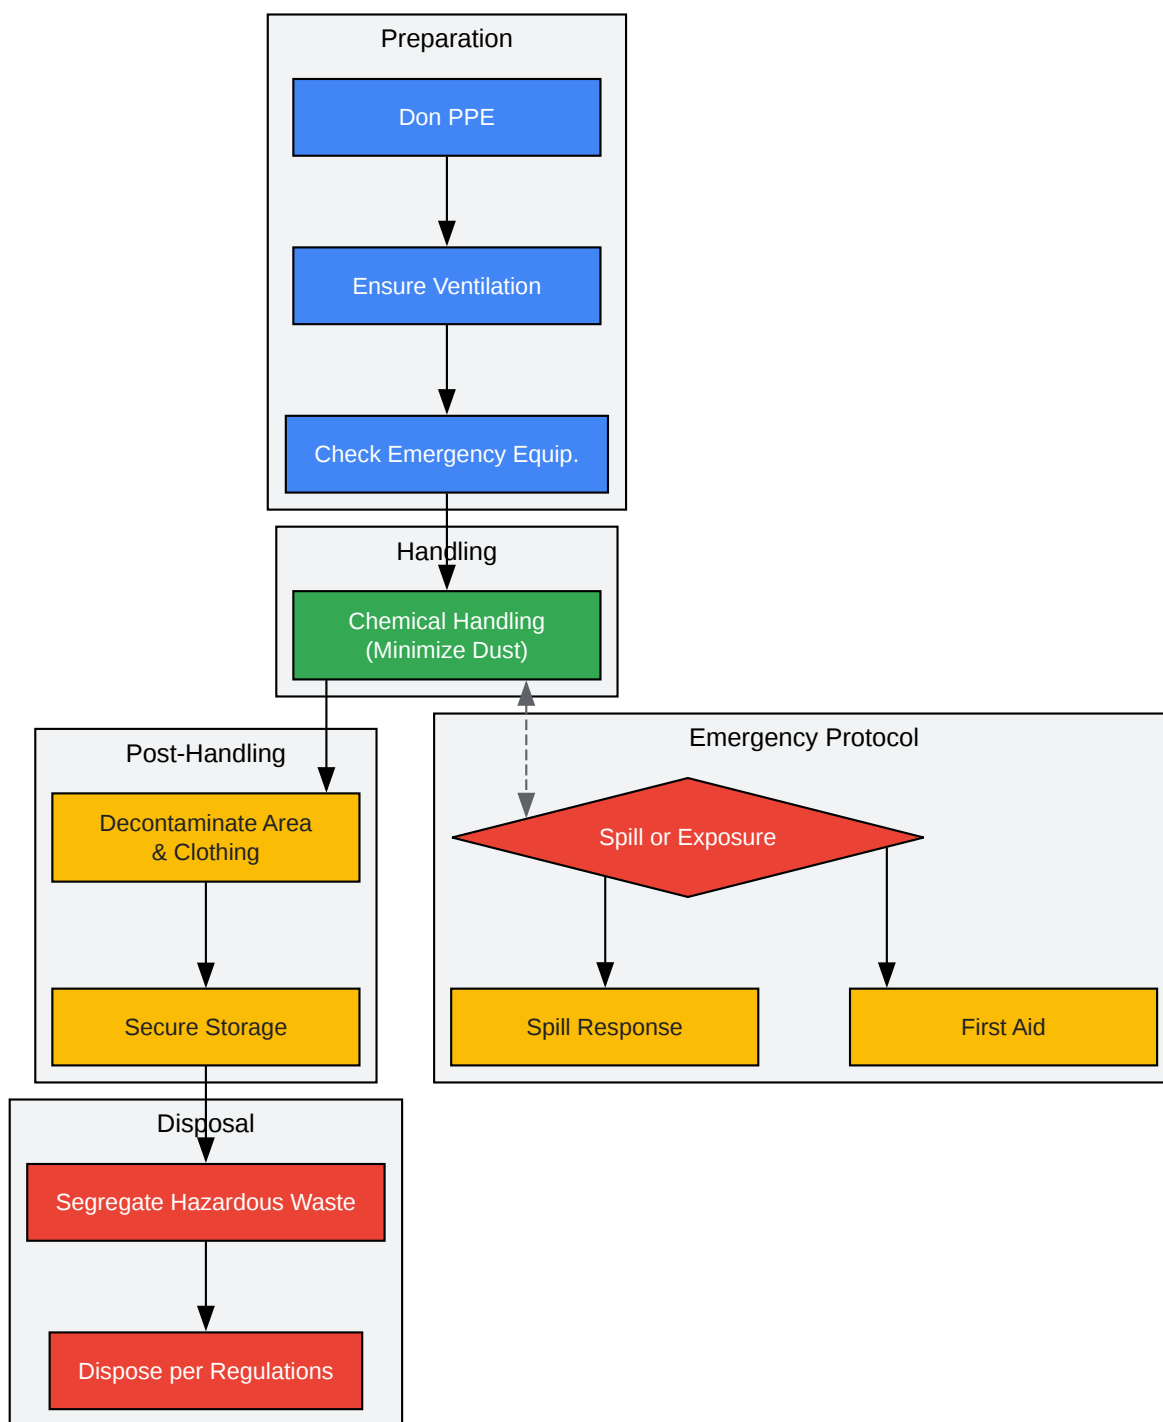 Preparation
Don PPE
Ensure Ventilation
Check Emergency Equip.
Handling
Chemical Handling
(Minimize Dust)
Post-Handling
Decontaminate Area
& Clothing
Secure Storage
Emergency Protocol
Spill or Exposure
Spill Response
First Aid
Disposal
Segregate Hazardous Waste
Dispose per Regulations